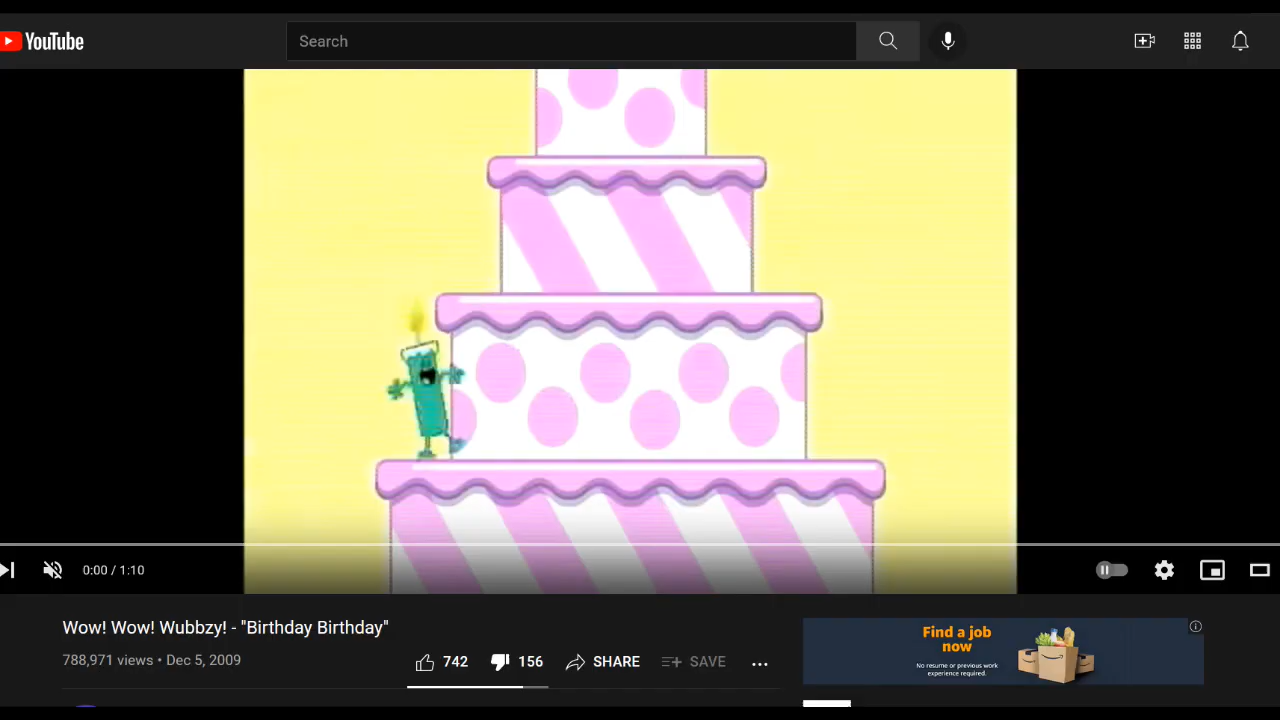 YouTube
Search
0:00 / 1:10
Wow! Wow! Wubbzy! - "Birthday Birthday"
788,971 views • Dec 5, 2009
742
156
SHARE
SAVE
Find a job
now
No resume or previous work
experience required.